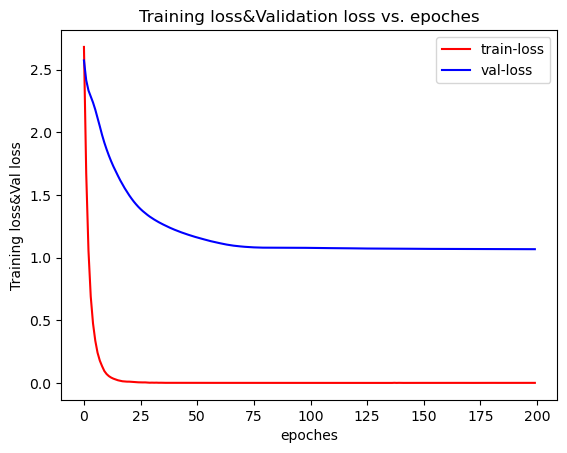 Training loss&Validation loss vs. epoches
train-loss
val-loss
Training loss&Val loss
2.5
2.0
1.5
1.0
0.5
0.0
0 25 50 75 100 125 150 175 200
epoches